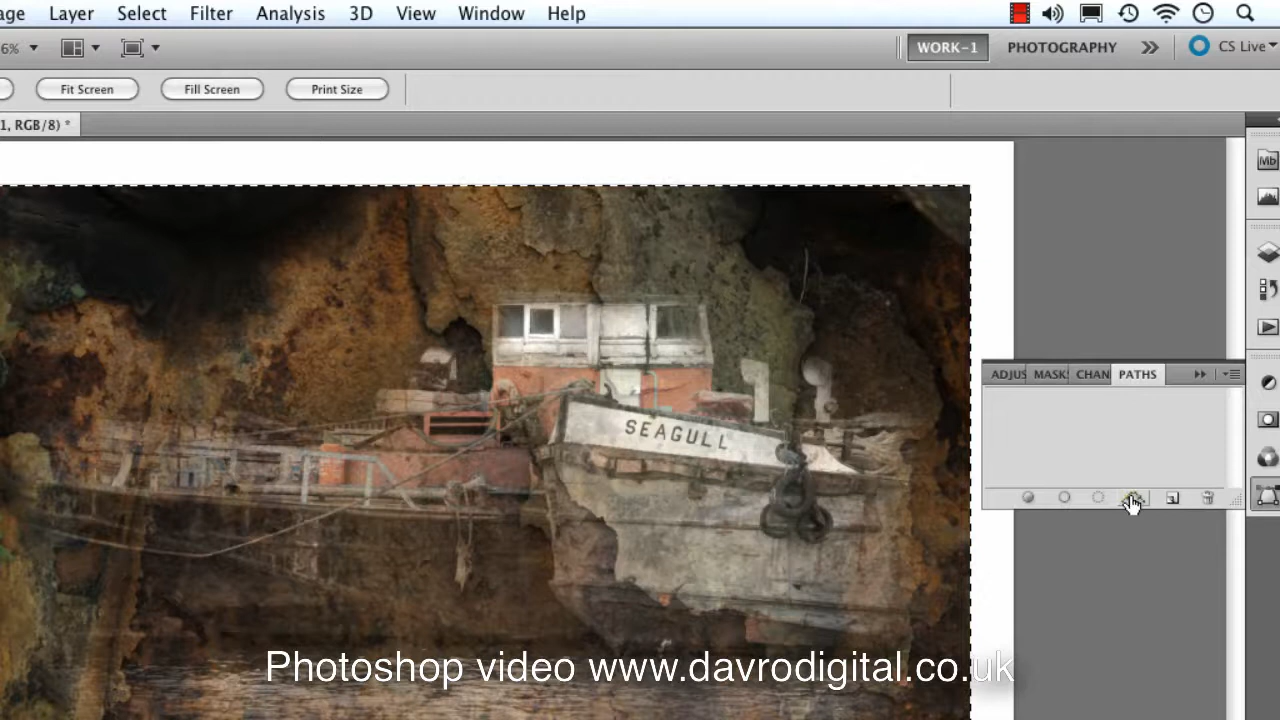 age Layer Select Filter Analysis 3D View Window Help
6% WORK-1 PHOTOGRAPHY CS Live
Fit Screen Fill Screen Print Size
1, RGB/8) *
Mb
ADJUS MASK CHAN PATHS
SEAGULL
Photoshop video www.davrodigital.co.uk